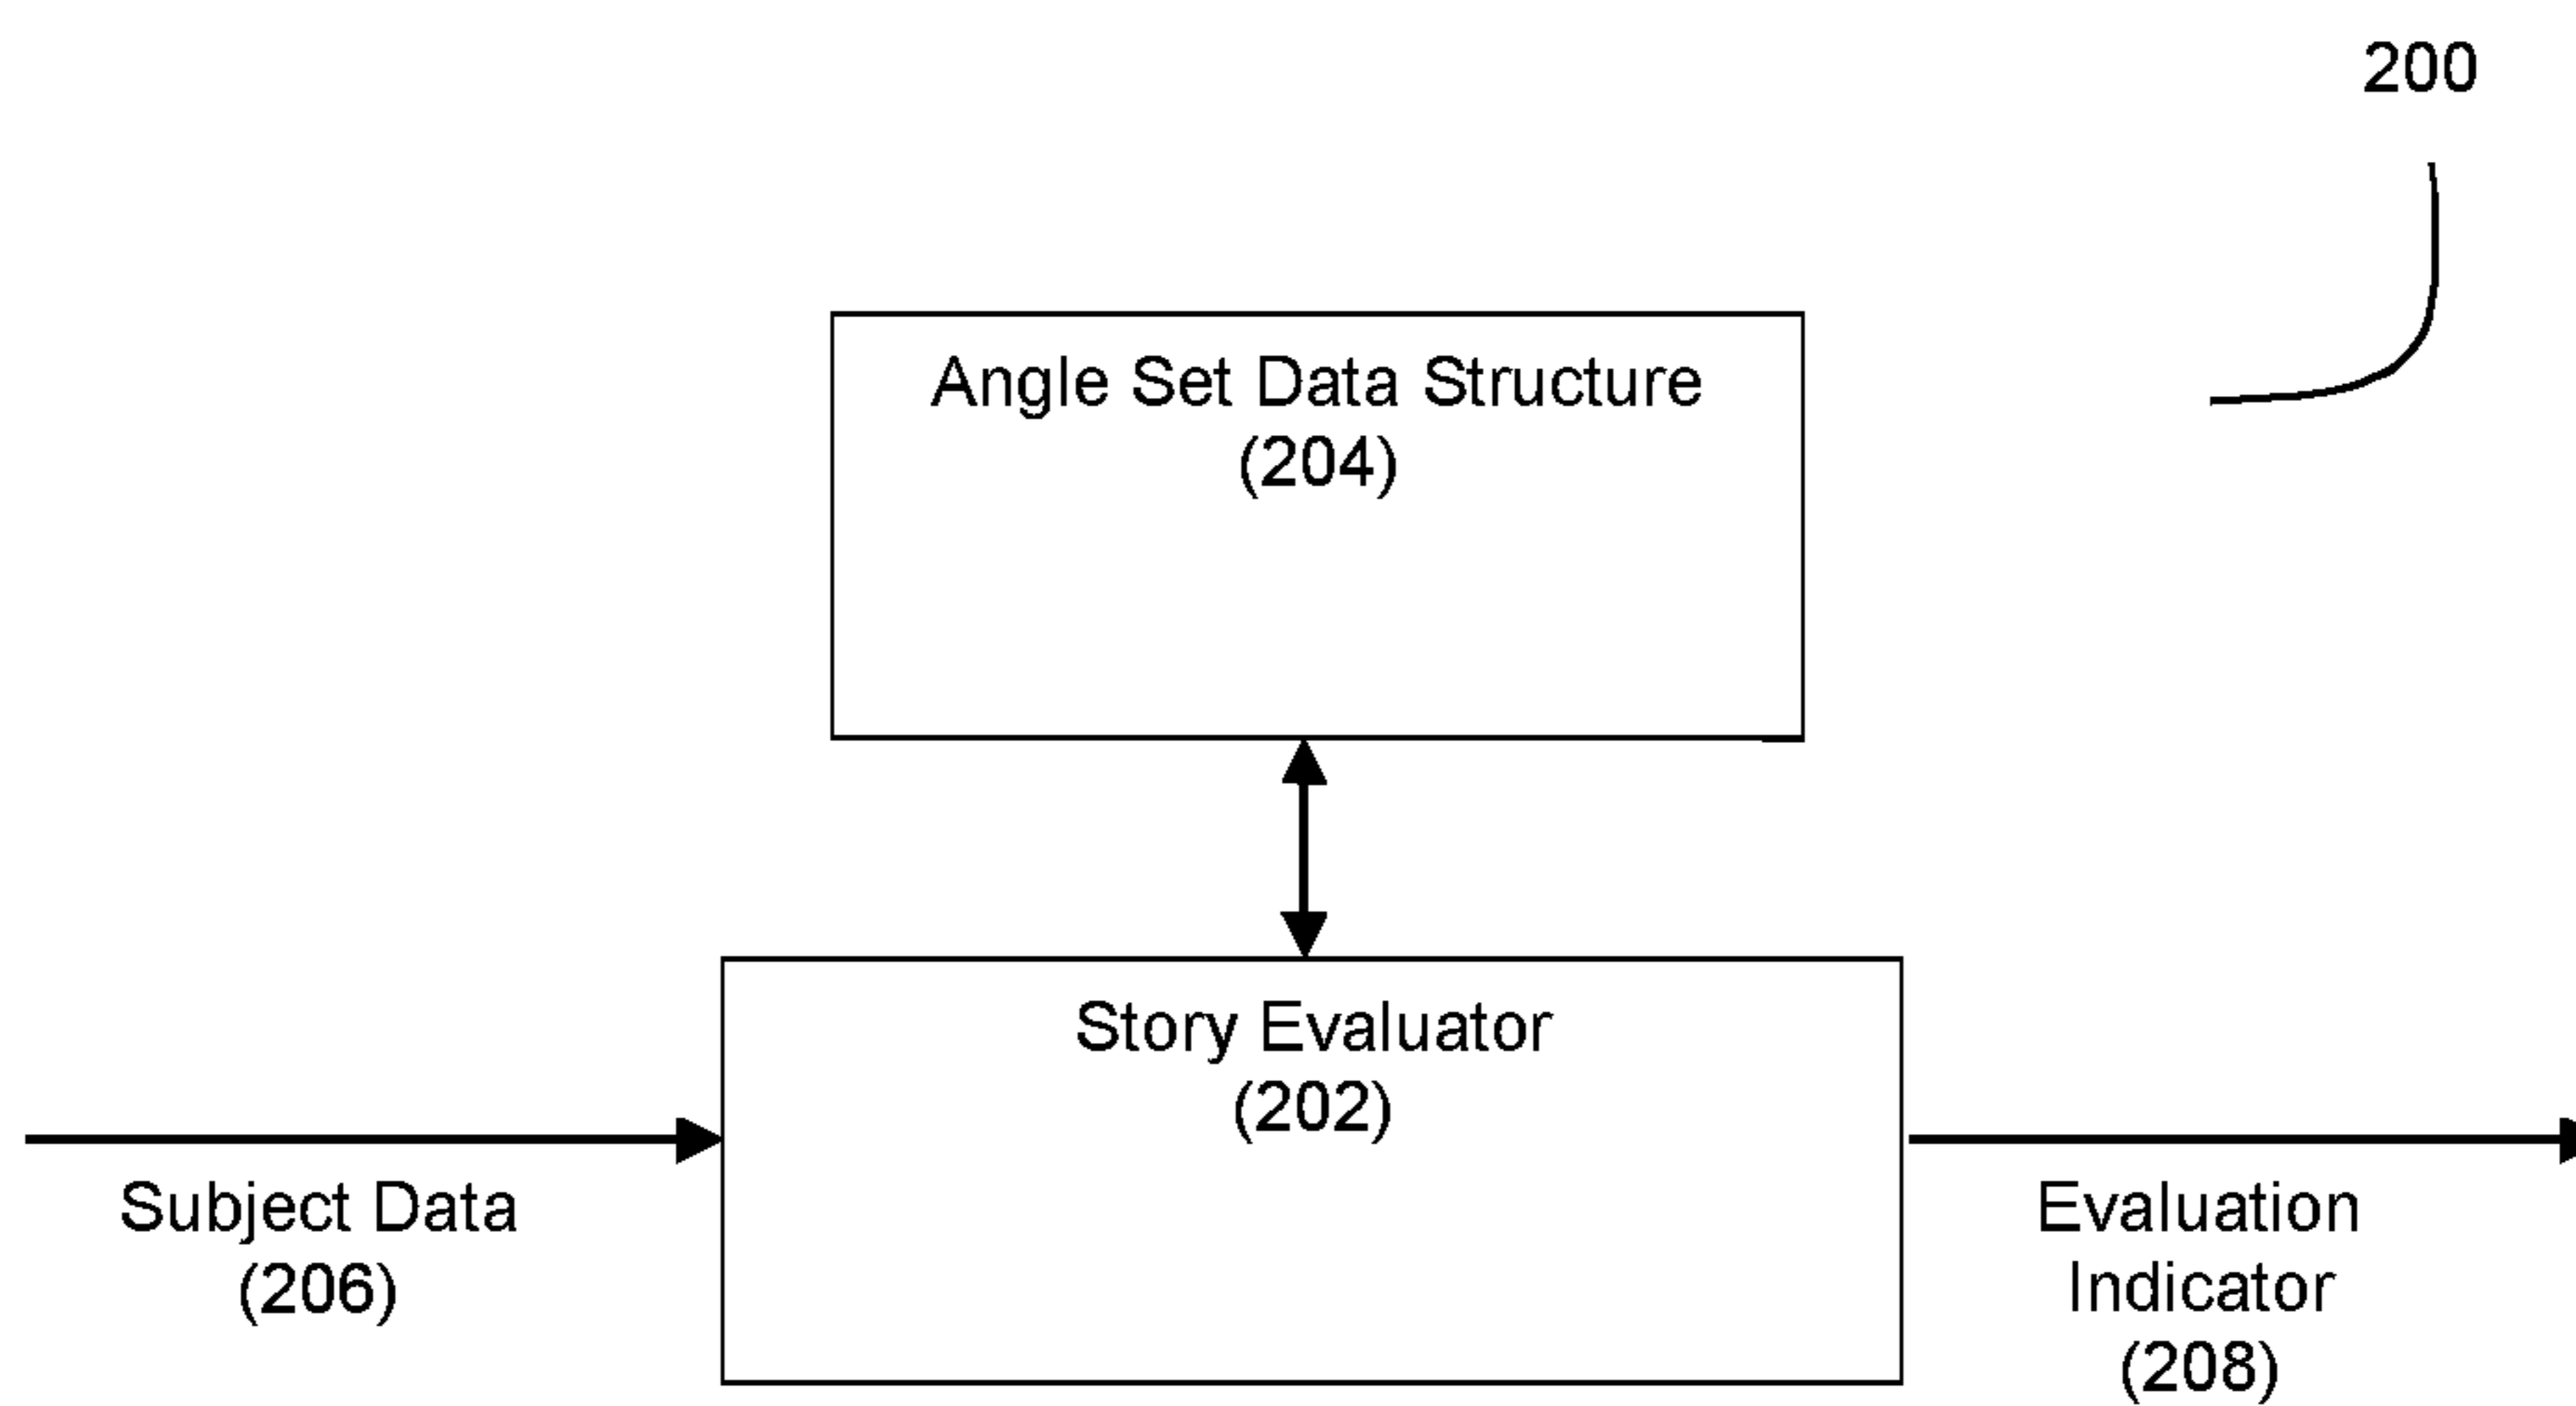 200
Angle Set Data Structure
(204)
Story Evaluator
(202)
Subject Data
(206)
Evaluation
Indicator
(208)